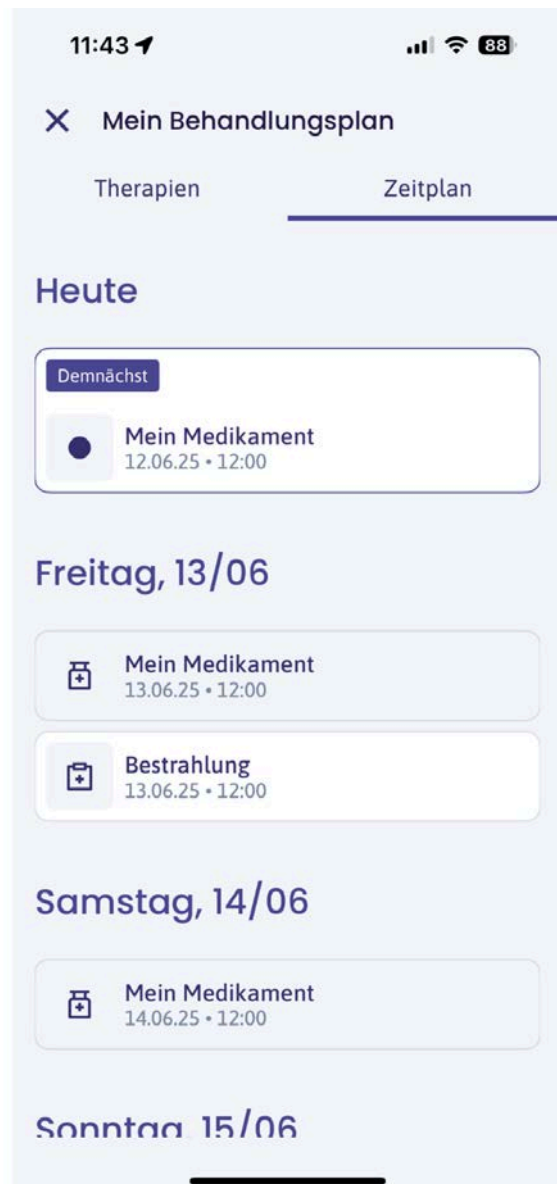 11:43
88
Mein Behandlungsplan
Therapien
Zeitplan
Heute
Demnächst
Mein Medikament
12.06.25 • 12:00
Freitag, 13/06
Mein Medikament
13.06.25 • 12:00
Bestrahlung
13.06.25 • 12:00
Samstag, 14/06
Mein Medikament
14.06.25 • 12:00
Sonntag, 15/06